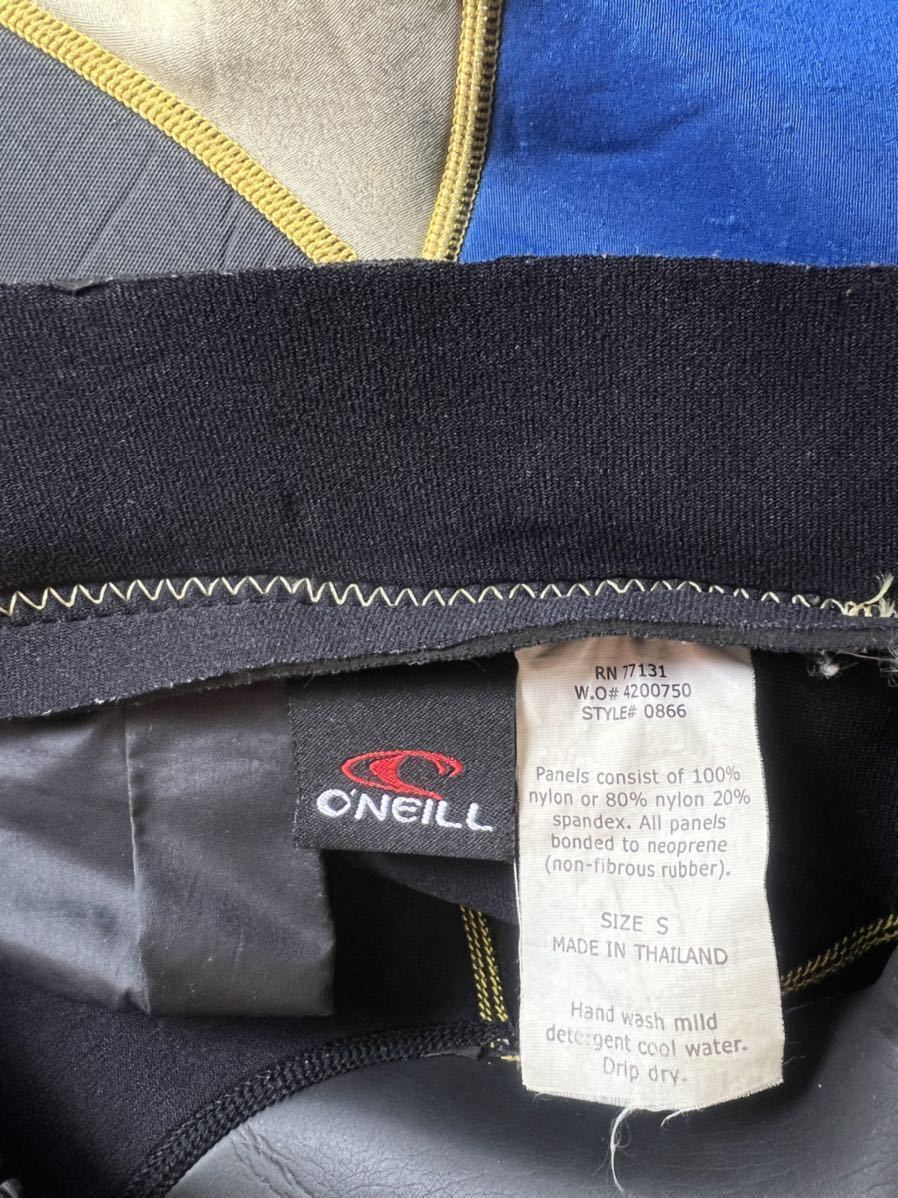 O'NEILL
RN 77131
W.O# 4200750
STYLE# 0866
Panels consist of 100%
nylon or 80% nylon 20%
spandex. All panels
bonded to neoprene
(non-fibrous rubber).
SIZE S
MADE IN THAILAND
Hand wash mild
detergent cool water.
Drip dry.